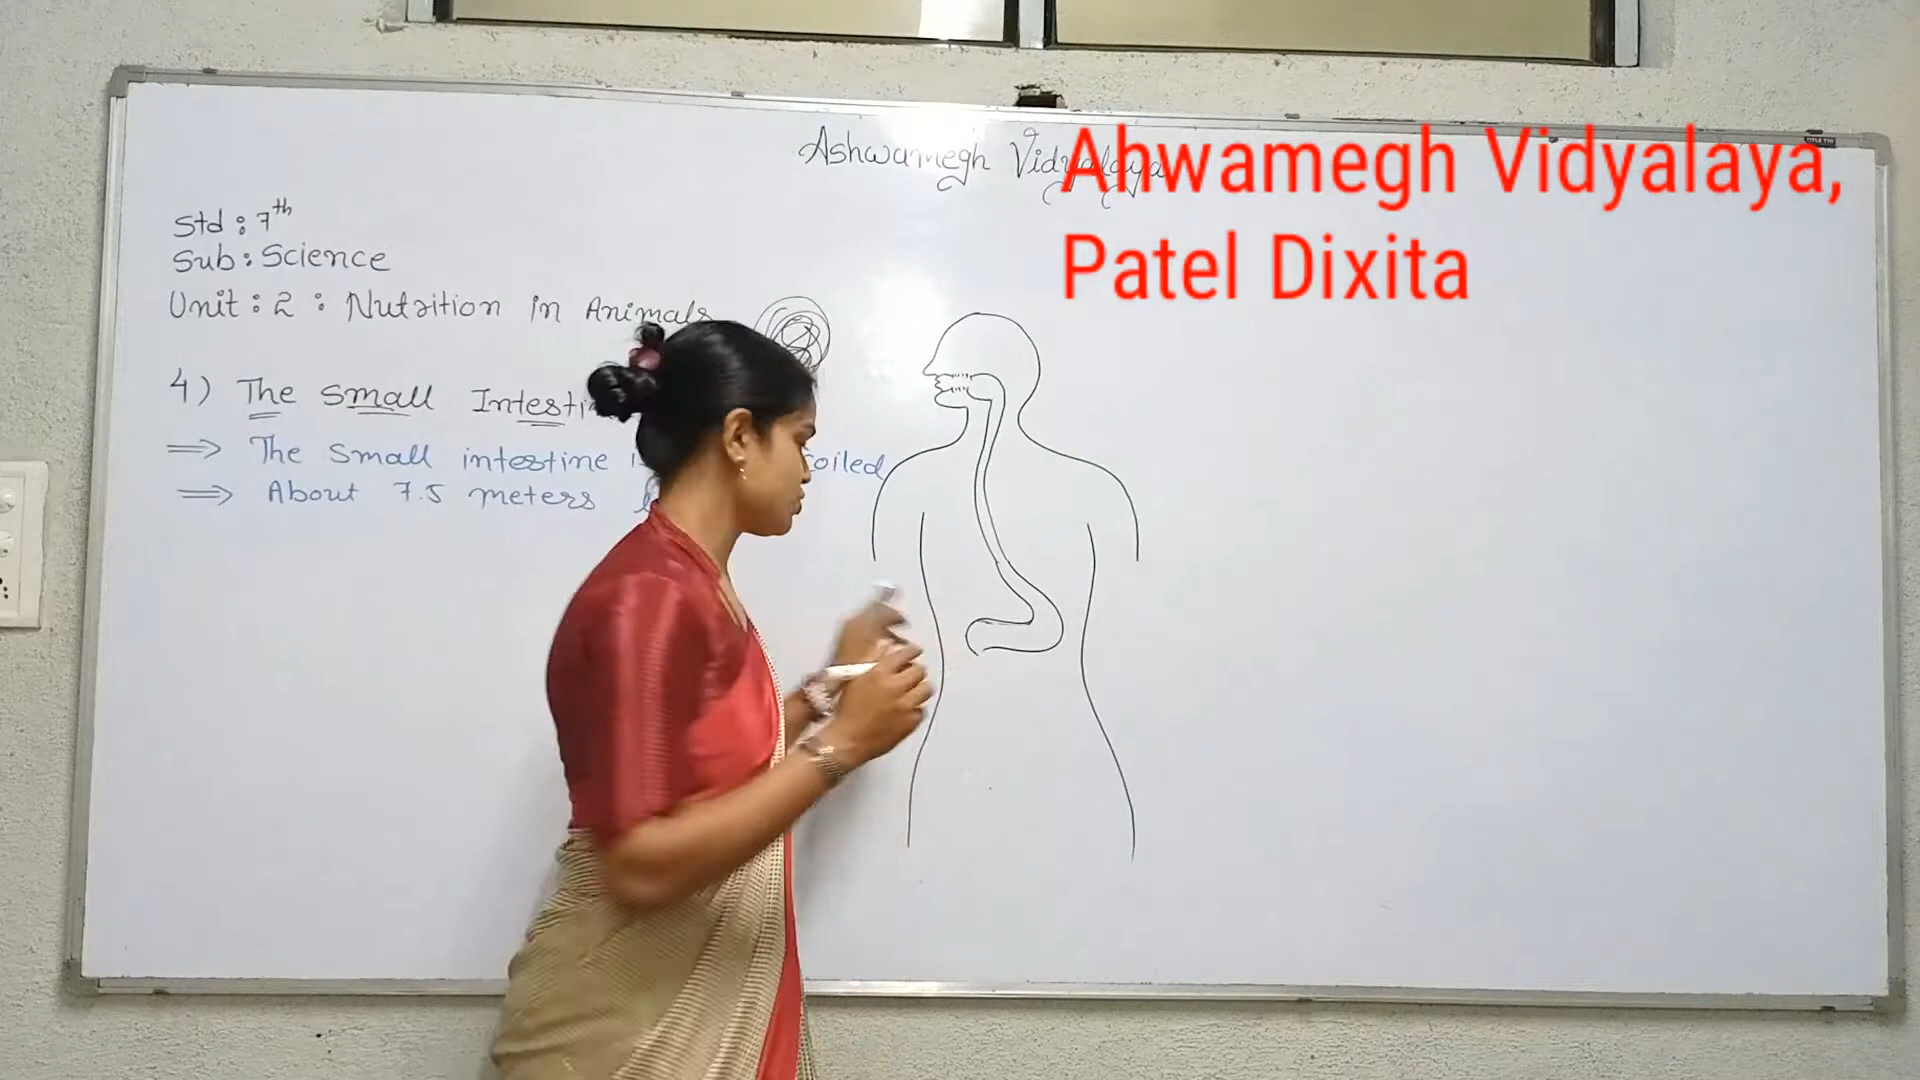 Ashwamegh Vidyalaya
Ahwamegh Vidyalaya,
Patel Dixita
Std : 7th
Sub : Science
Unit : 2 : Nutrition in Animals
4) The Small Intesti
⇒ The Small intestine coiled
⇒ About 7.5 meters